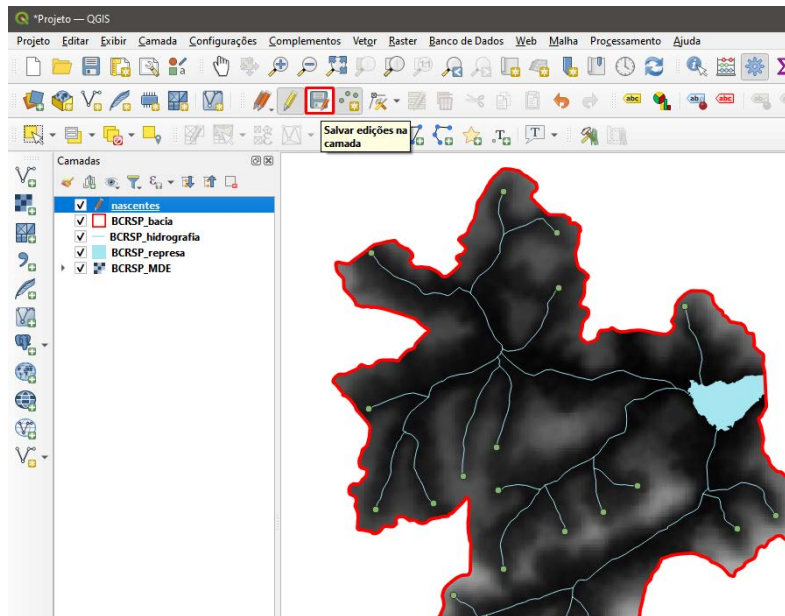 *Projeto — QGIS
Projeto Editar Exibir Camada Configurações Complementos Vetor Raster Banco de Dados Web Malha Processamento Ajuda
abc
abc
abc
Salvar edições na
camada
Camadas
nascentes
BCRSP_bacia
BCRSP_hidrografia
BCRSP_represa
BCRSP_MDE